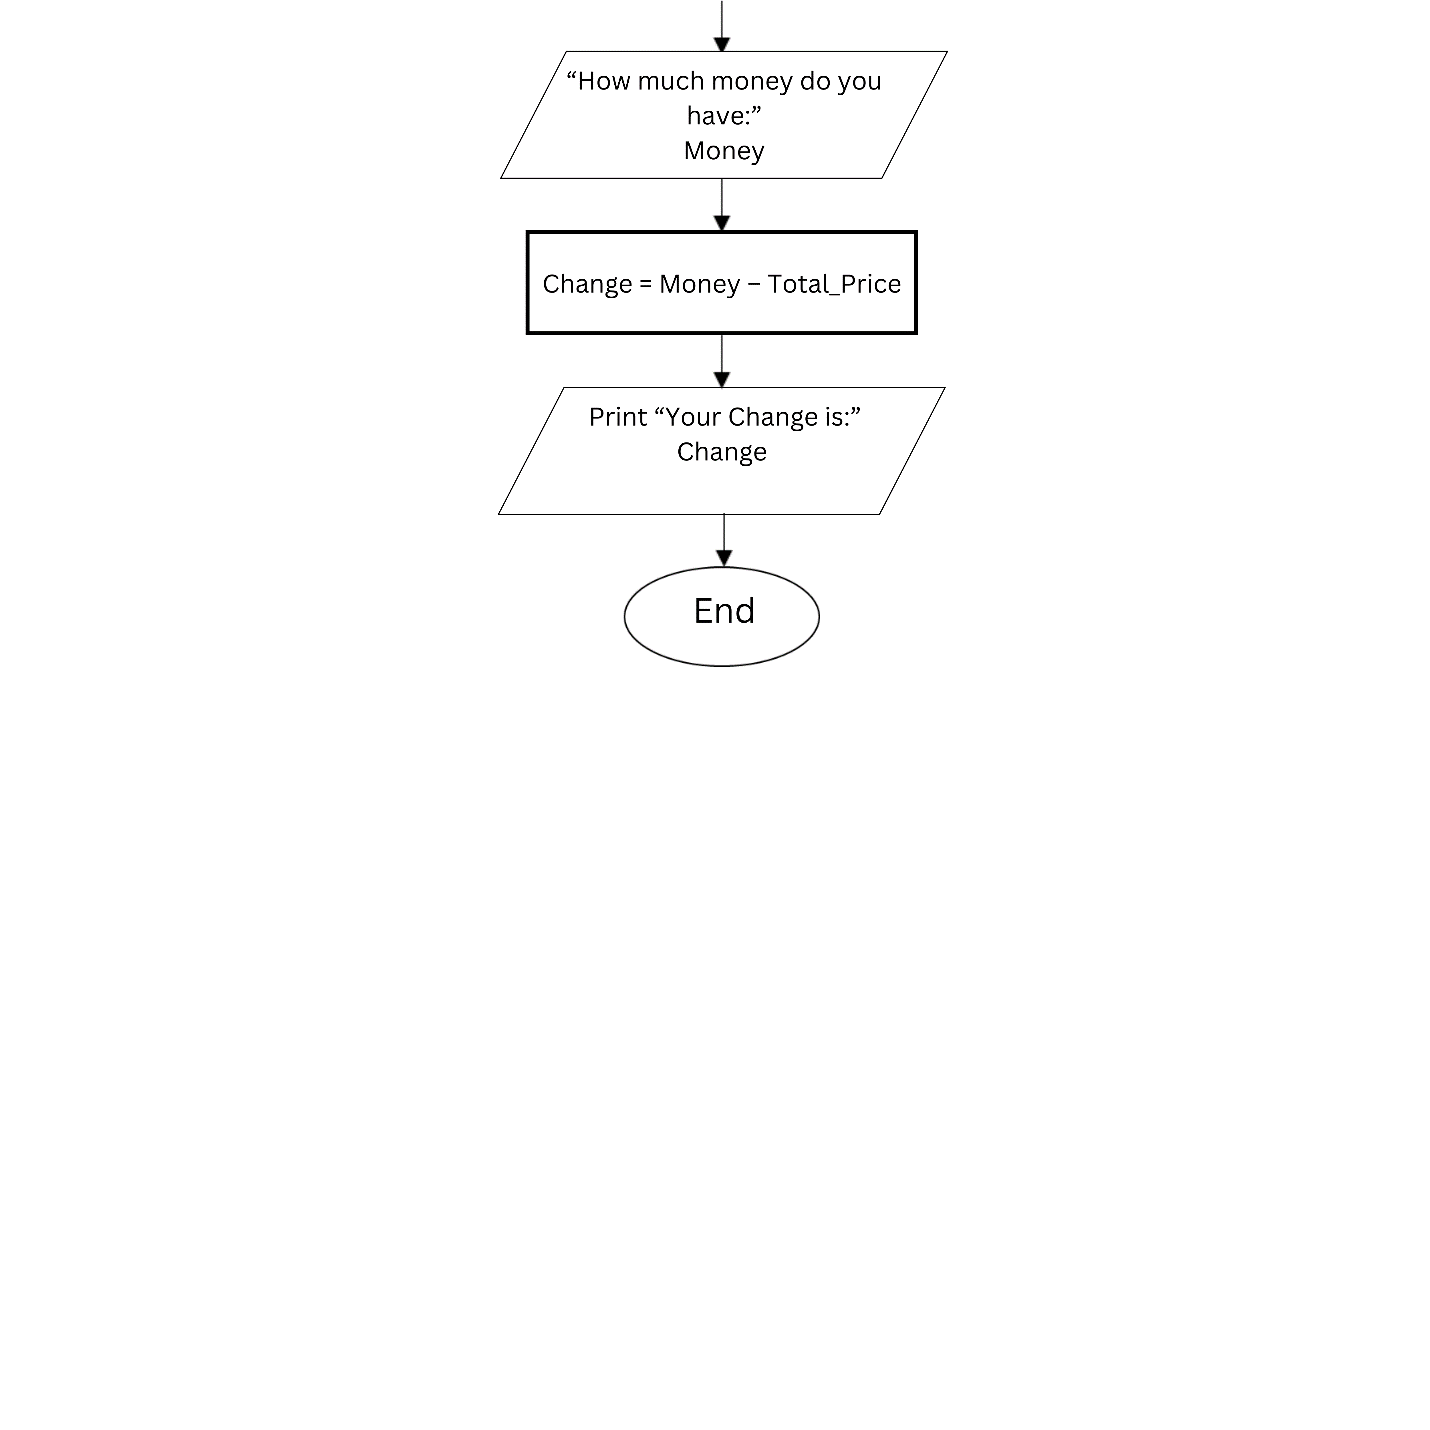 “How much money do you
have:”
Money
Change = Money – Total_Price
Print “Your Change is:”
Change
End